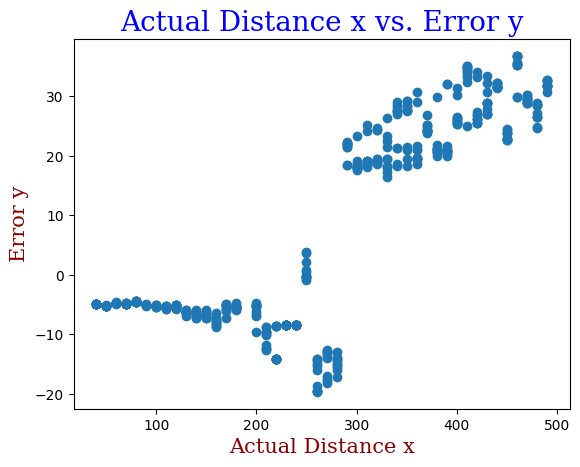 Actual Distance x vs. Error y
Error y
30
20
10
0
−10
−20
100 200 300 400 500
Actual Distance x